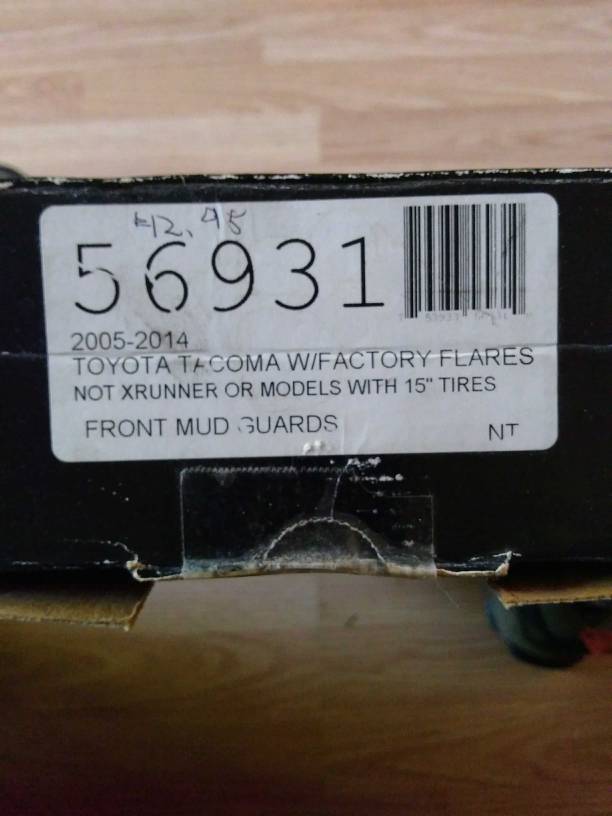 42.98
56931
2005-2014
TOYOTA TACOMA W/FACTORY FLARES
NOT XRUNNER OR MODELS WITH 15" TIRES
FRONT MUD GUARDS
NT